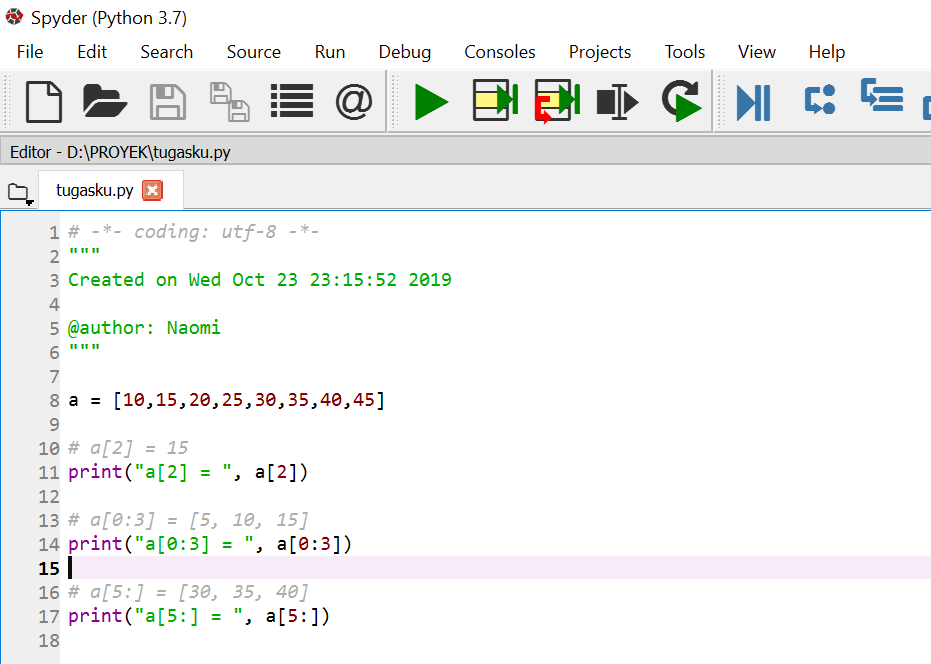 Spyder (Python 3.7)
File Edit Search Source Run Debug Consoles Projects Tools View Help
@
Editor - D:\PROYEK\tugasku.py
tugasku.py
1 # -*- coding: utf-8 -*-
2 """
3 Created on Wed Oct 23 23:15:52 2019
4
5 @author: Naomi
6 """
7
8 a = [10,15,20,25,30,35,40,45]
9
10 # a[2] = 15
11 print("a[2] = ", a[2])
12
13 # a[0:3] = [5, 10, 15]
14 print("a[0:3] = ", a[0:3])
15
16 # a[5:] = [30, 35, 40]
17 print("a[5:] = ", a[5:])
18